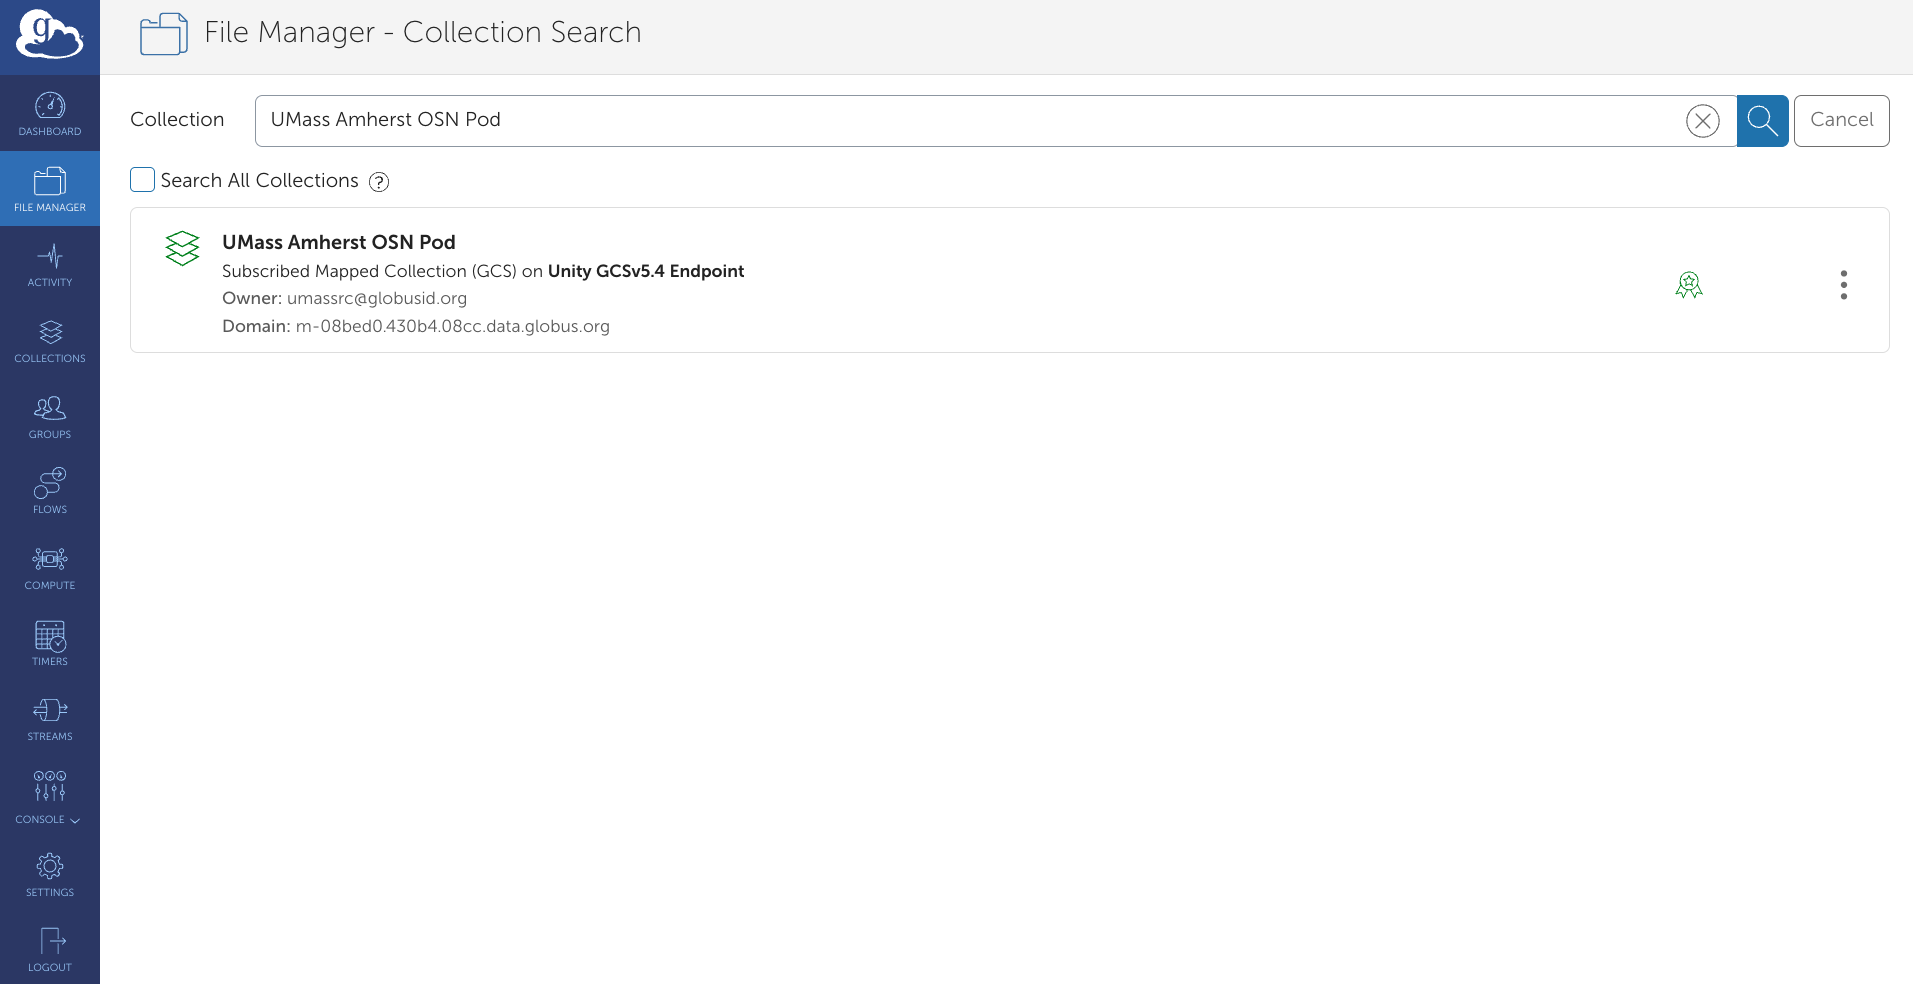 g
File Manager - Collection Search
DASHBOARD
FILE MANAGER
ACTIVITY
COLLECTIONS
GROUPS
FLOWS
COMPUTE
TIMERS
STREAMS
CONSOLE
SETTINGS
LOGOUT
Collection
UMass Amherst OSN Pod
Cancel
Search All Collections ?
UMass Amherst OSN Pod
Subscribed Mapped Collection (GCS) on Unity GCSv5.4 Endpoint
Owner: umassrc@globusid.org
Domain: m-08bed0.430b4.08cc.data.globus.org